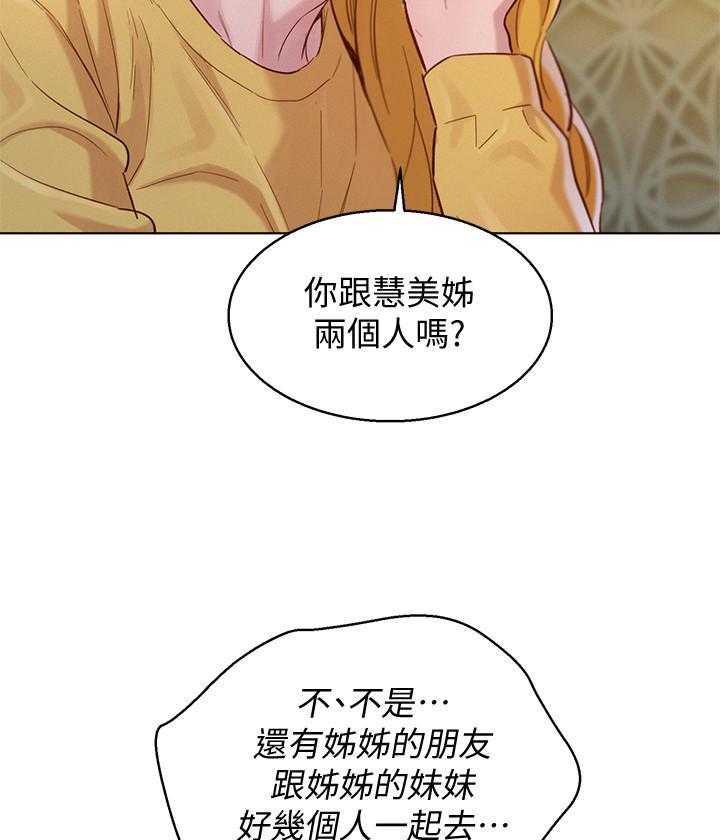 你跟慧美姊
兩個人嗎?
不、不是…
還有姊姊的朋友
跟姊姊的妹妹
好幾個人一起去…